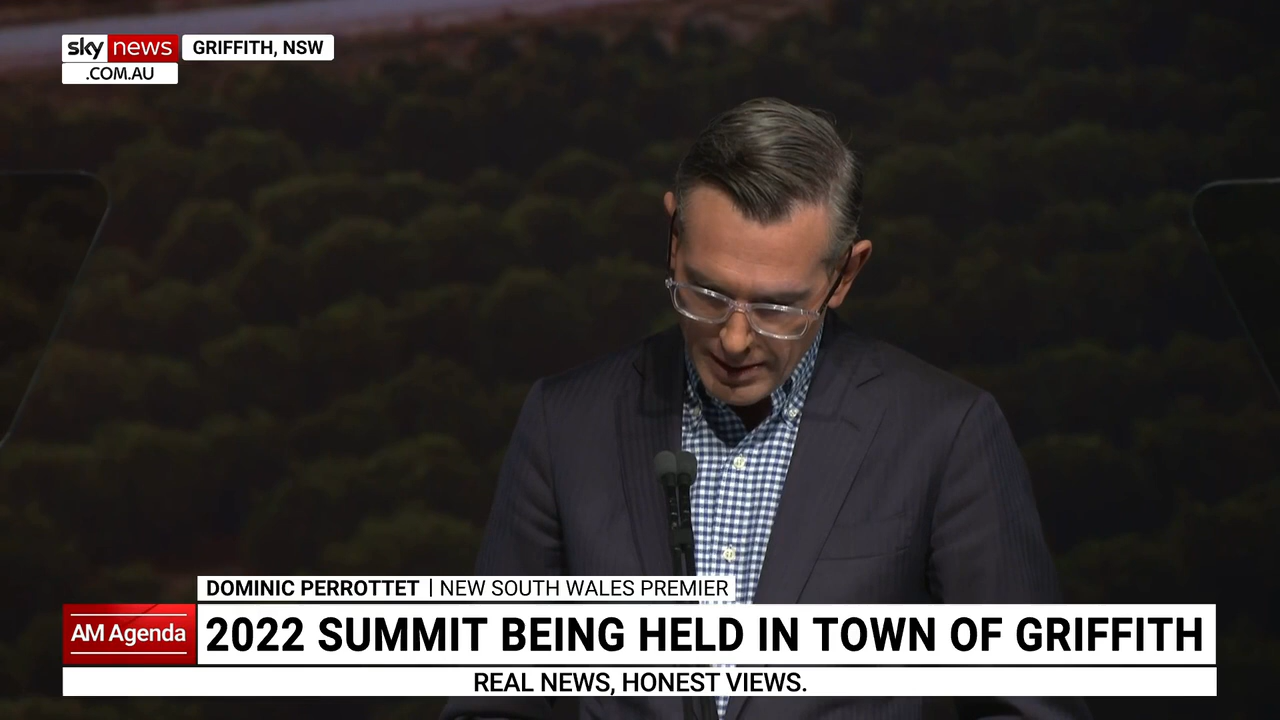 sky news GRIFFITH, NSW
.COM.AU
DOMINIC PERROTTET | NEW SOUTH WALES PREMIER
AM Agenda 2022 SUMMIT BEING HELD IN TOWN OF GRIFFITH
REAL NEWS, HONEST VIEWS.